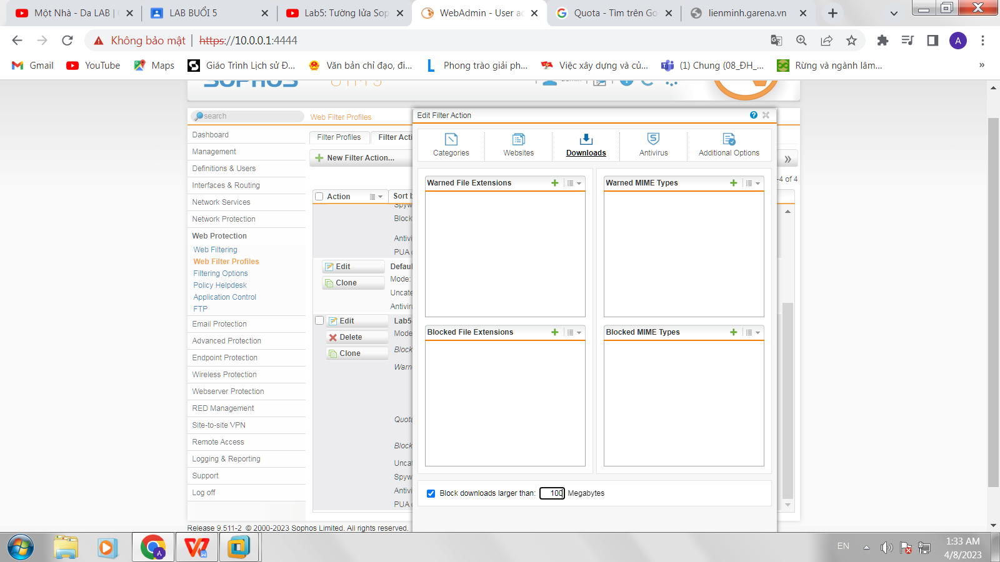 Một Nhà - Da LAB |
LAB BUỔI 5
Lab5: Tường lửa Sop
WebAdmin - User a
Quota - Tìm trên Go
lienminh.garena.vn
Không bảo mật | https://10.0.0.1:4444
A
Gmail
YouTube
Maps
Giáo Trình Lịch sử Đ...
Văn bản chỉ đạo, đi...
Phong trào giải ph...
Việc xây dựng và củ...
(1) Chung (08_ĐH_...
Rừng và ngành lâm...
»
SOPHOS
search
Web Filter Profiles
Dashboard
Management
Definitions & Users
Interfaces & Routing
Network Services
Network Protection
Web Protection
Web Filtering
Web Filter Profiles
Filtering Options
Policy Helpdesk
Application Control
FTP
Email Protection
Advanced Protection
Endpoint Protection
Wireless Protection
Webserver Protection
RED Management
Site-to-site VPN
Remote Access
Logging & Reporting
Support
Log off
Filter Profiles
Filter Acti
New Filter Action...
»
-4 of 4
Action
Sort b
Spyw
Block
Antivi
PUA
Edit
Clone
Defaul
Mode:
Uncate
Antiviru
Edit
Delete
Clone
Lab5
Mode
Block
Warn
Quota
Block
Uncat
Spyw
Antivi
PUA
Edit Filter Action
Categories
Websites
Downloads
Antivirus
Additional Options
Warned File Extensions
Warned MIME Types
Blocked File Extensions
Blocked MIME Types
Block downloads larger than: 100 Megabytes
Release 9.511-2 © 2000-2023 Sophos Limited. All rights reserved.
EN
1:33 AM
4/8/2023